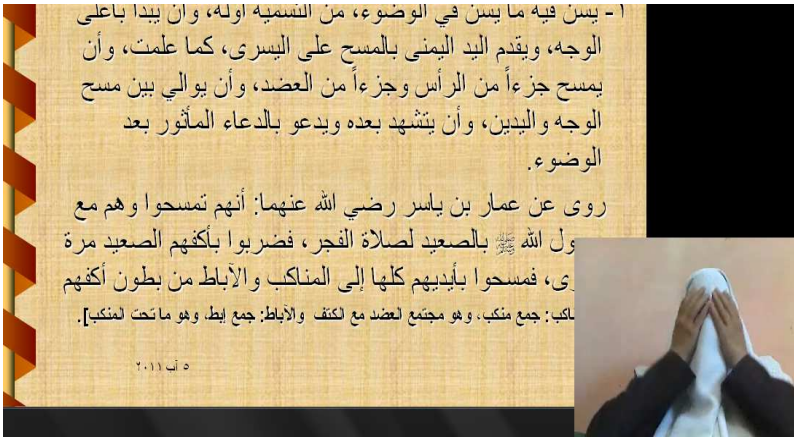 ١- يسن فيه ما يسن في الوضوء، من التسمية أوله، وأن يبدأ بأعلى
الوجه، ويقدم اليد اليمنى بالمسح على اليسرى، كما علمت، وأن
يمسح جزءاً من الرأس وجزءاً من العضد، وأن يوالي بين مسح
الوجه واليدين، وأن يتشهد بعده ويدعو بالدعاء المأثور بعد
الوضوء.
روى عن عمار بن ياسر رضي الله عنهما: أنهم تمسحوا وهم مع
ول الله ﷺ بالصعيد لصلاة الفجر، فضربوا بأكفهم الصعيد مرة
رى، فمسحوا بأيديهم كلها إلى المناكب والآباط من بطون أكفهم
اكب: جمع منكب، وهو مجتمع العضد مع الكتف والآباط: جمع إبط، وهو ما تحت المنكب].
٥ آب ٢٠١١